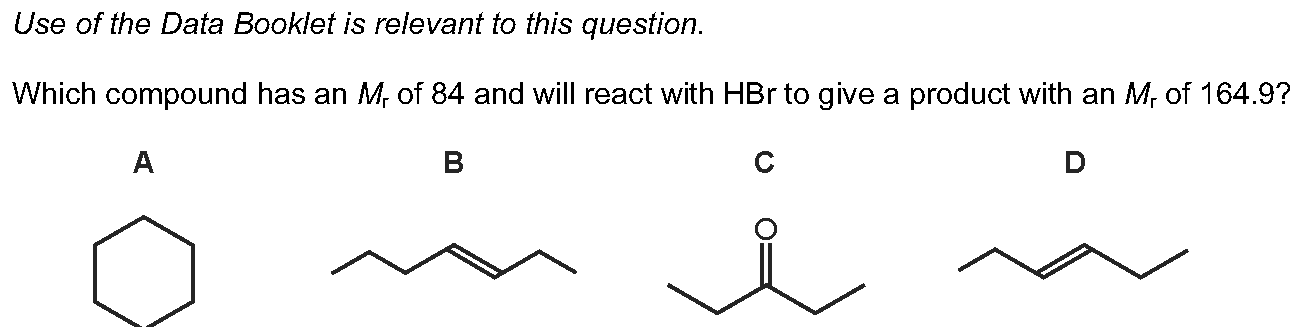 Use of the Data Booklet is relevant to this question.
Which compound has an Mr of 84 and will react with HBr to give a product with an Mr of 164.9?
A B C D
O